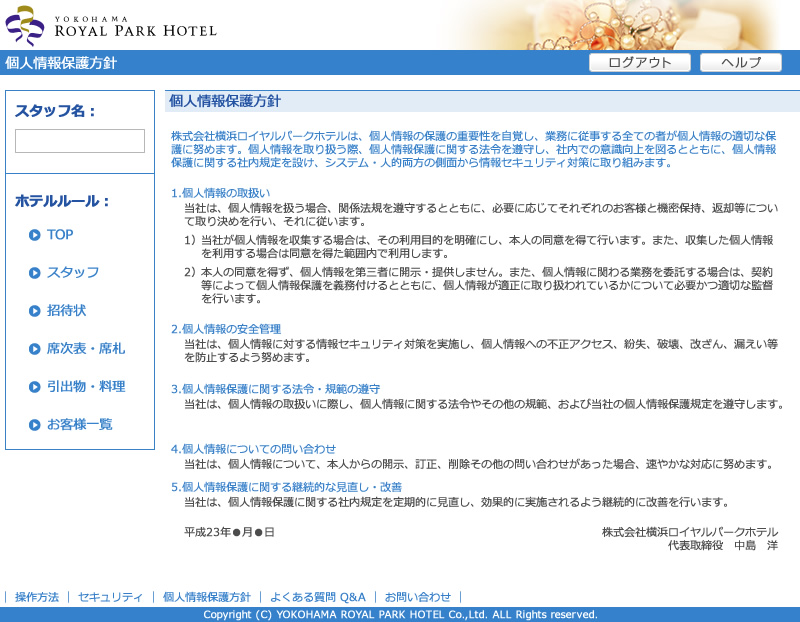 YOKOHAMA
ROYAL PARK HOTEL
個人情報保護方針
ログアウト
ヘルプ
スタッフ名：
ホテルルール：
TOP
スタッフ
招待状
席次表・席札
引出物・料理
お客様一覧
個人情報保護方針
株式会社横浜ロイヤルパークホテルは、個人情報の保護の重要性を自覚し、業務に従事する全ての者が個人情報の適切な保
護に努めます。個人情報を取り扱う際、個人情報保護に関する法令を遵守し、社内での意識向上を図るとともに、個人情報
保護に関する社内規定を設け、システム・人的両方の側面から情報セキュリティ対策に取り組みます。
1.個人情報の取扱い
当社は、個人情報を扱う場合、関係法規を遵守するとともに、必要に応じてそれぞれのお客様と機密保持、返却等につい
て取り決めを行い、それに従います。
1）当社が個人情報を収集する場合は、その利用目的を明確にし、本人の同意を得て行います。また、収集した個人情報
を利用する場合は同意を得た範囲内で利用します。
2）本人の同意を得ず、個人情報を第三者に開示・提供しません。また、個人情報に関わる業務を委託する場合は、契約
等によって個人情報保護を義務付けるとともに、個人情報が適正に取り扱われているかについて必要かつ適切な監督
を行います。
2.個人情報の安全管理
当社は、個人情報に対する情報セキュリティ対策を実施し、個人情報への不正アクセス、紛失、破壊、改ざん、漏えい等
を防止するよう努めます。
3.個人情報保護に関する法令・規範の遵守
当社は、個人情報の取扱いに際し、個人情報に関する法令やその他の規範、および当社の個人情報保護規定を遵守します。
4.個人情報についての問い合わせ
当社は、個人情報について、本人からの開示、訂正、削除その他の問い合わせがあった場合、速やかな対応に努めます。
5.個人情報保護に関する継続的な見直し・改善
当社は、個人情報保護に関する社内規定を定期的に見直し、効果的に実施されるよう継続的に改善を行います。
平成23年●月●日
株式会社横浜ロイヤルパークホテル
代表取締役　中島　洋
｜ 操作方法 ｜ セキュリティ ｜ 個人情報保護方針 ｜ よくある質問 Q&A ｜ お問い合わせ ｜
Copyright (C) YOKOHAMA ROYAL PARK HOTEL Co.,Ltd. ALL Rights reserved.